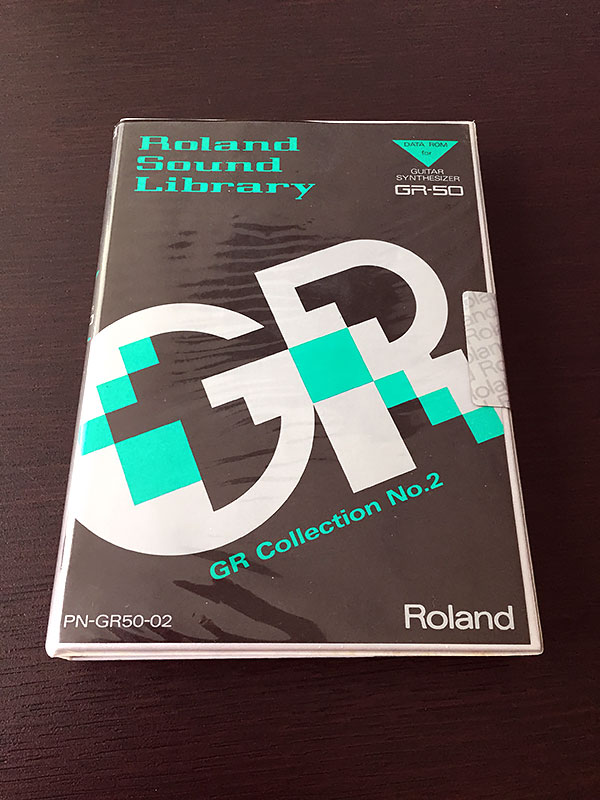 Roland
Sound
Library
DATA ROM
for
GUITAR
SYNTHESIZER
GR-50
GR
GR Collection No.2
PN-GR50-02
Roland